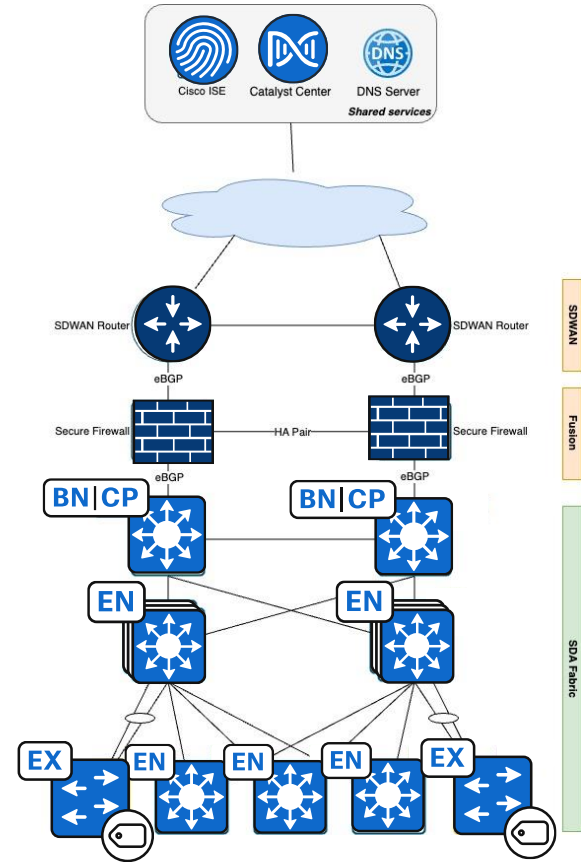 Cisco ISE
Catalyst Center
DNS
DNS Server
Shared services
SDWAN Router
SDWAN Router
SDWAN
eBGP
eBGP
Secure Firewall
HA Pair
Secure Firewall
Fusion
eBGP
eBGP
BN|CP
BN|CP
EN
EN
SDA Fabric
EX
EN
EN
EN
EX